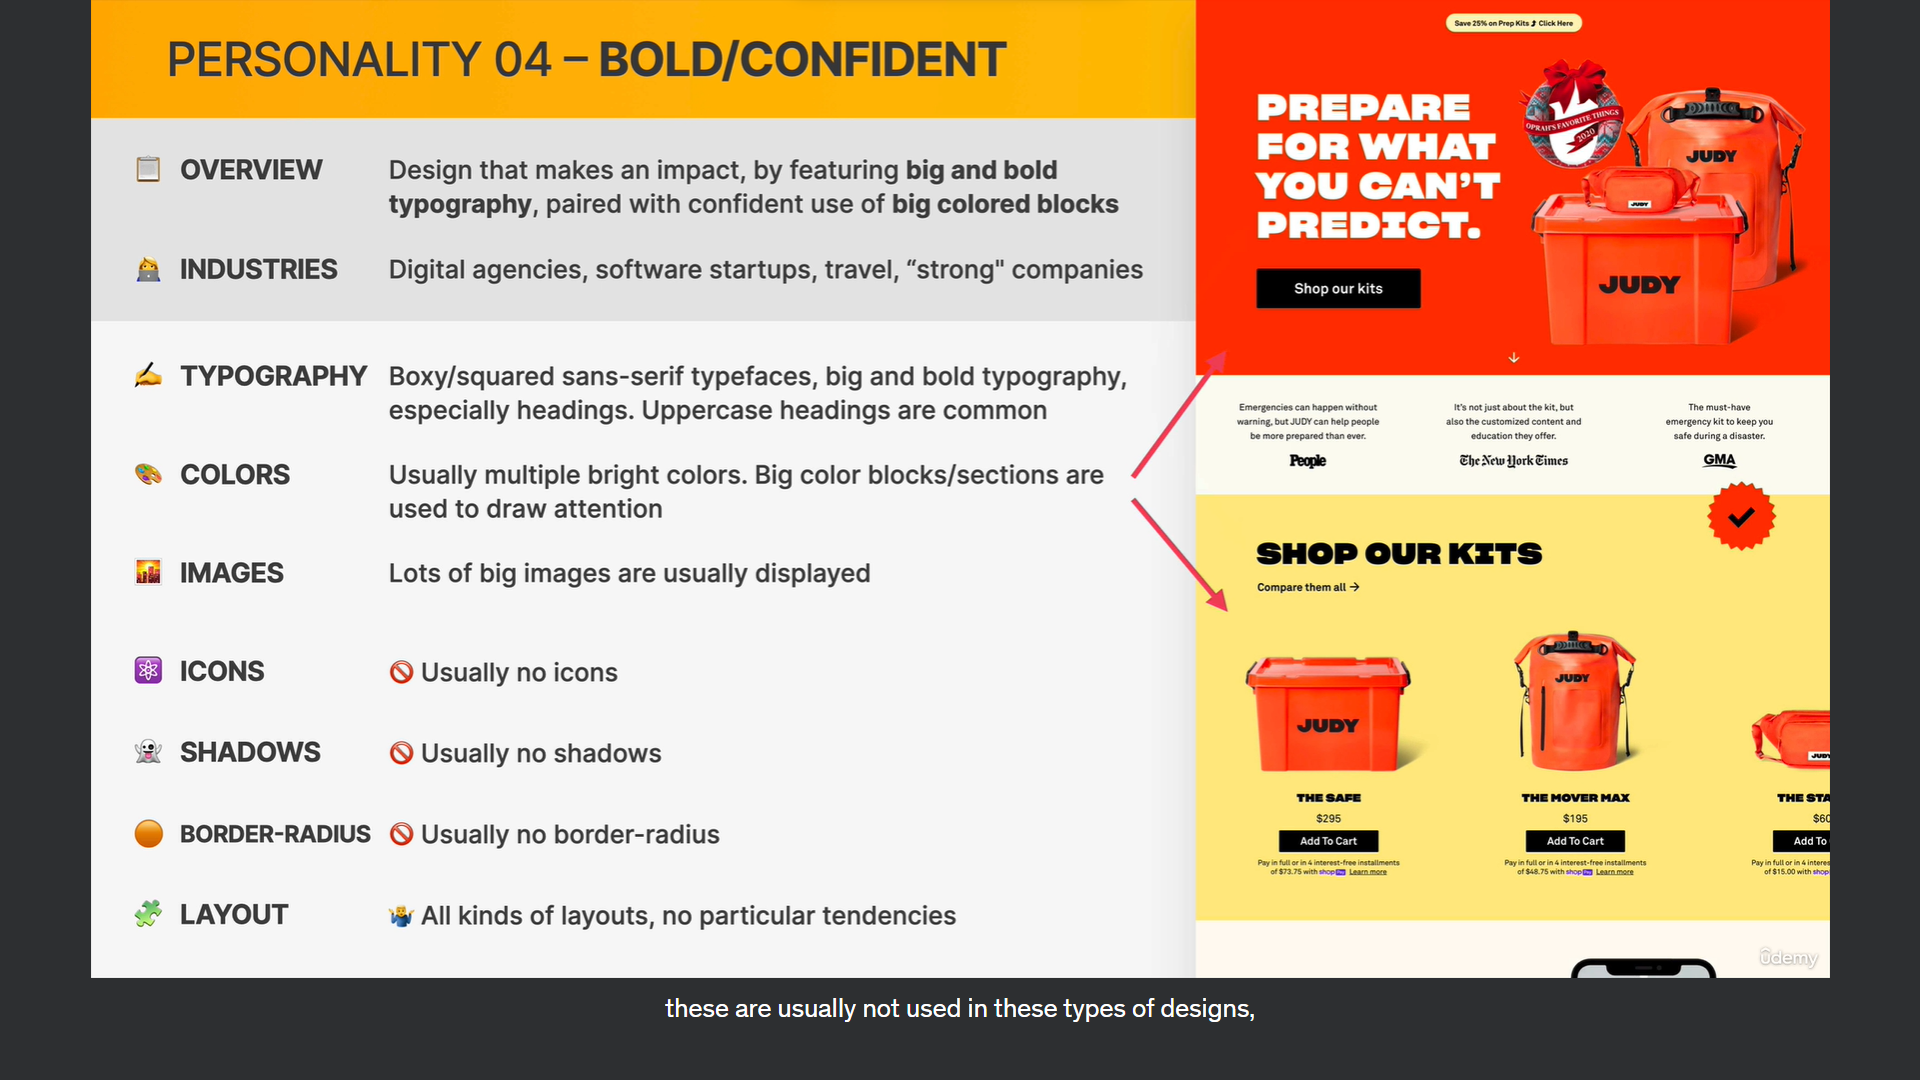 PERSONALITY 04 – BOLD/CONFIDENT
OVERVIEW
Design that makes an impact, by featuring big and bold
typography, paired with confident use of big colored blocks
INDUSTRIES
Digital agencies, software startups, travel, “strong" companies
TYPOGRAPHY
Boxy/squared sans-serif typefaces, big and bold typography,
especially headings. Uppercase headings are common
COLORS
Usually multiple bright colors. Big color blocks/sections are
used to draw attention
IMAGES
Lots of big images are usually displayed
ICONS
Usually no icons
SHADOWS
Usually no shadows
BORDER-RADIUS
Usually no border-radius
LAYOUT
All kinds of layouts, no particular tendencies
Save 25% on Prep Kits Click Here
PREPARE
FOR WHAT
YOU CAN'T
PREDICT.
Shop our kits
OPRAH'S FAVORITE THINGS
2020
JUDY
JUDY
JUDY
Emergencies can happen without
warning, but JUDY can help people
be more prepared than ever.
People
It's not just about the kit, but
also the customized content and
education they offer.
The New York Times
The must-have
emergency kit to keep you
safe during a disaster.
GMA
SHOP OUR KITS
Compare them all →
JUDY
JUDY
JUDY
THE SAFE
$295
Add To Cart
Pay in full or in 4 interest-free installments
of $73.75 with shop Pay Learn more
THE MOVER MAX
$195
Add To Cart
Pay in full or in 4 interest-free installments
of $48.75 with shop Pay Learn more
THE STA
$60
Add To
Pay in full or in 4 interes
of $15.00 with shop
ûdemy
these are usually not used in these types of designs,